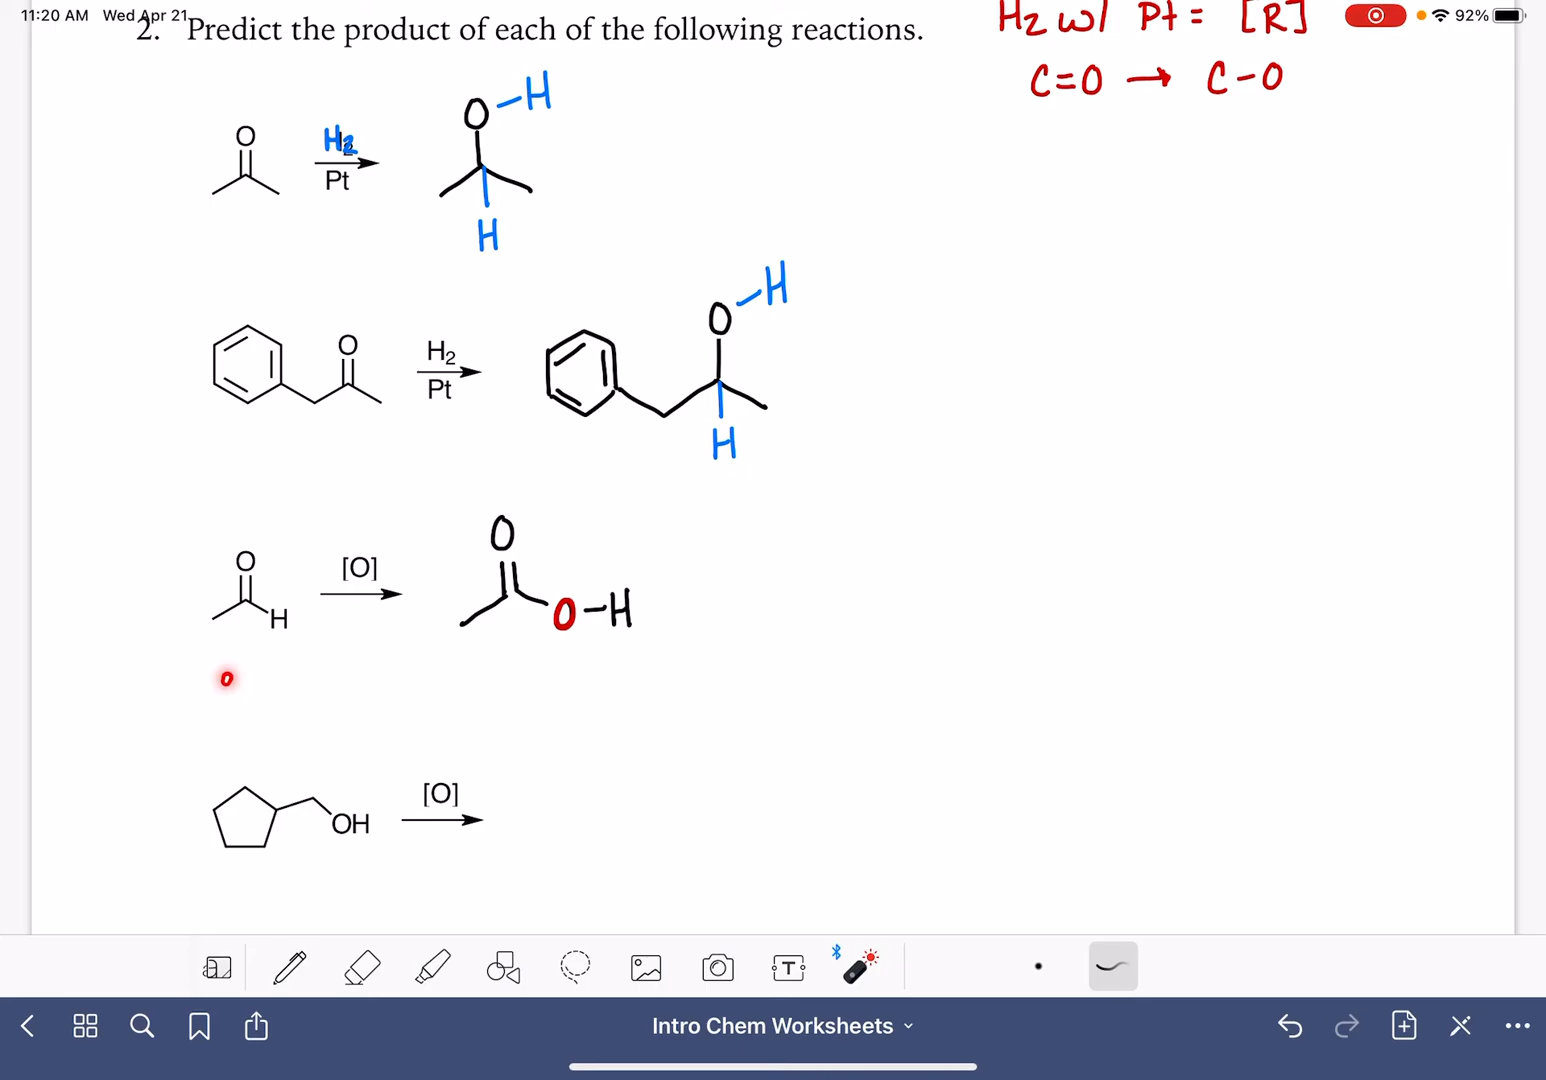 11:20 AM Wed Apr 21
92%
2. Predict the product of each of the following reactions.
H2 w/ Pt = [R]
C=O → C-O
O
H2
Pt
O-H
H
O
H2
Pt
O-H
H
O
H
[O]
O
O-H
OH
[O]
a
T
Intro Chem Worksheets